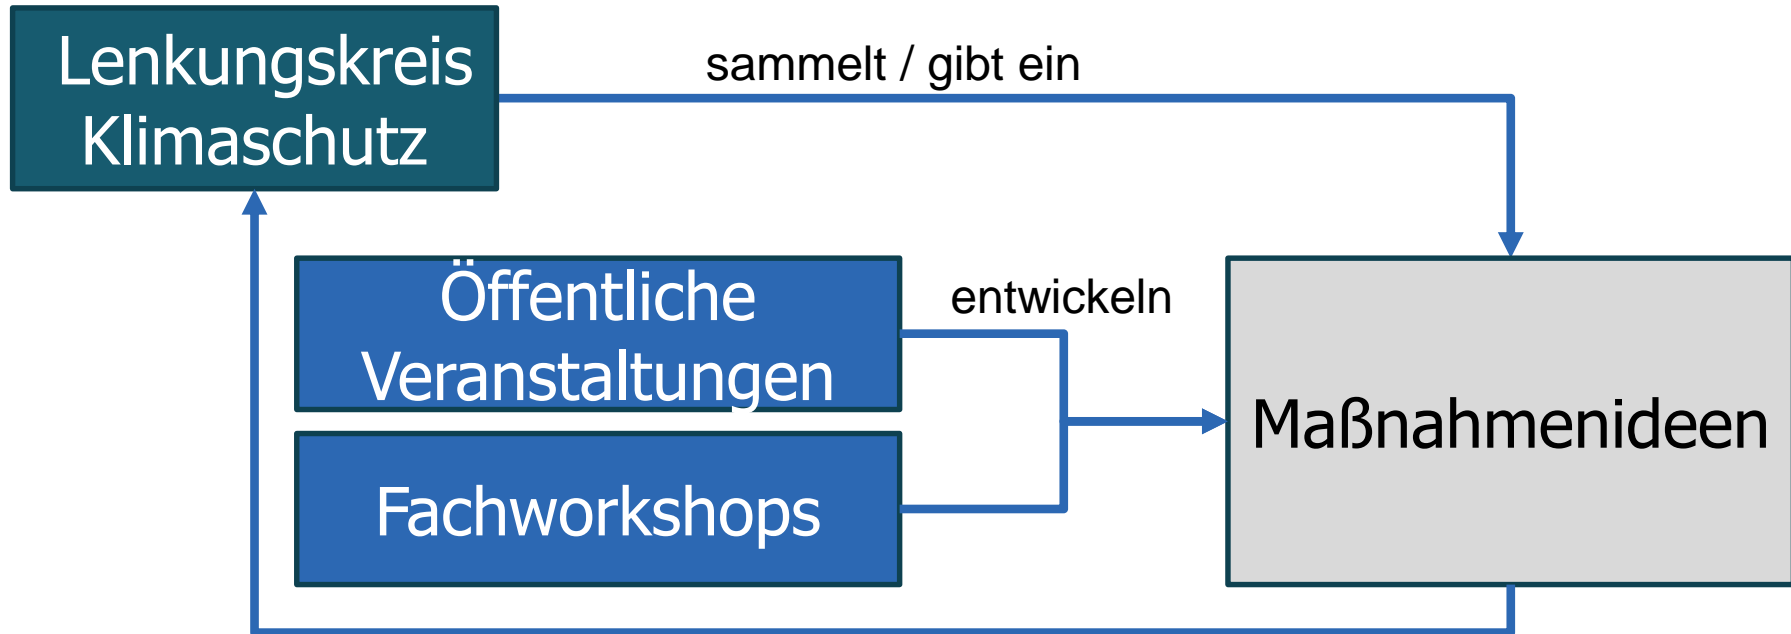 Lenkungskreis
Klimaschutz
sammelt / gibt ein
Öffentliche
Veranstaltungen
entwickeln
Fachworkshops
Maßnahmenideen